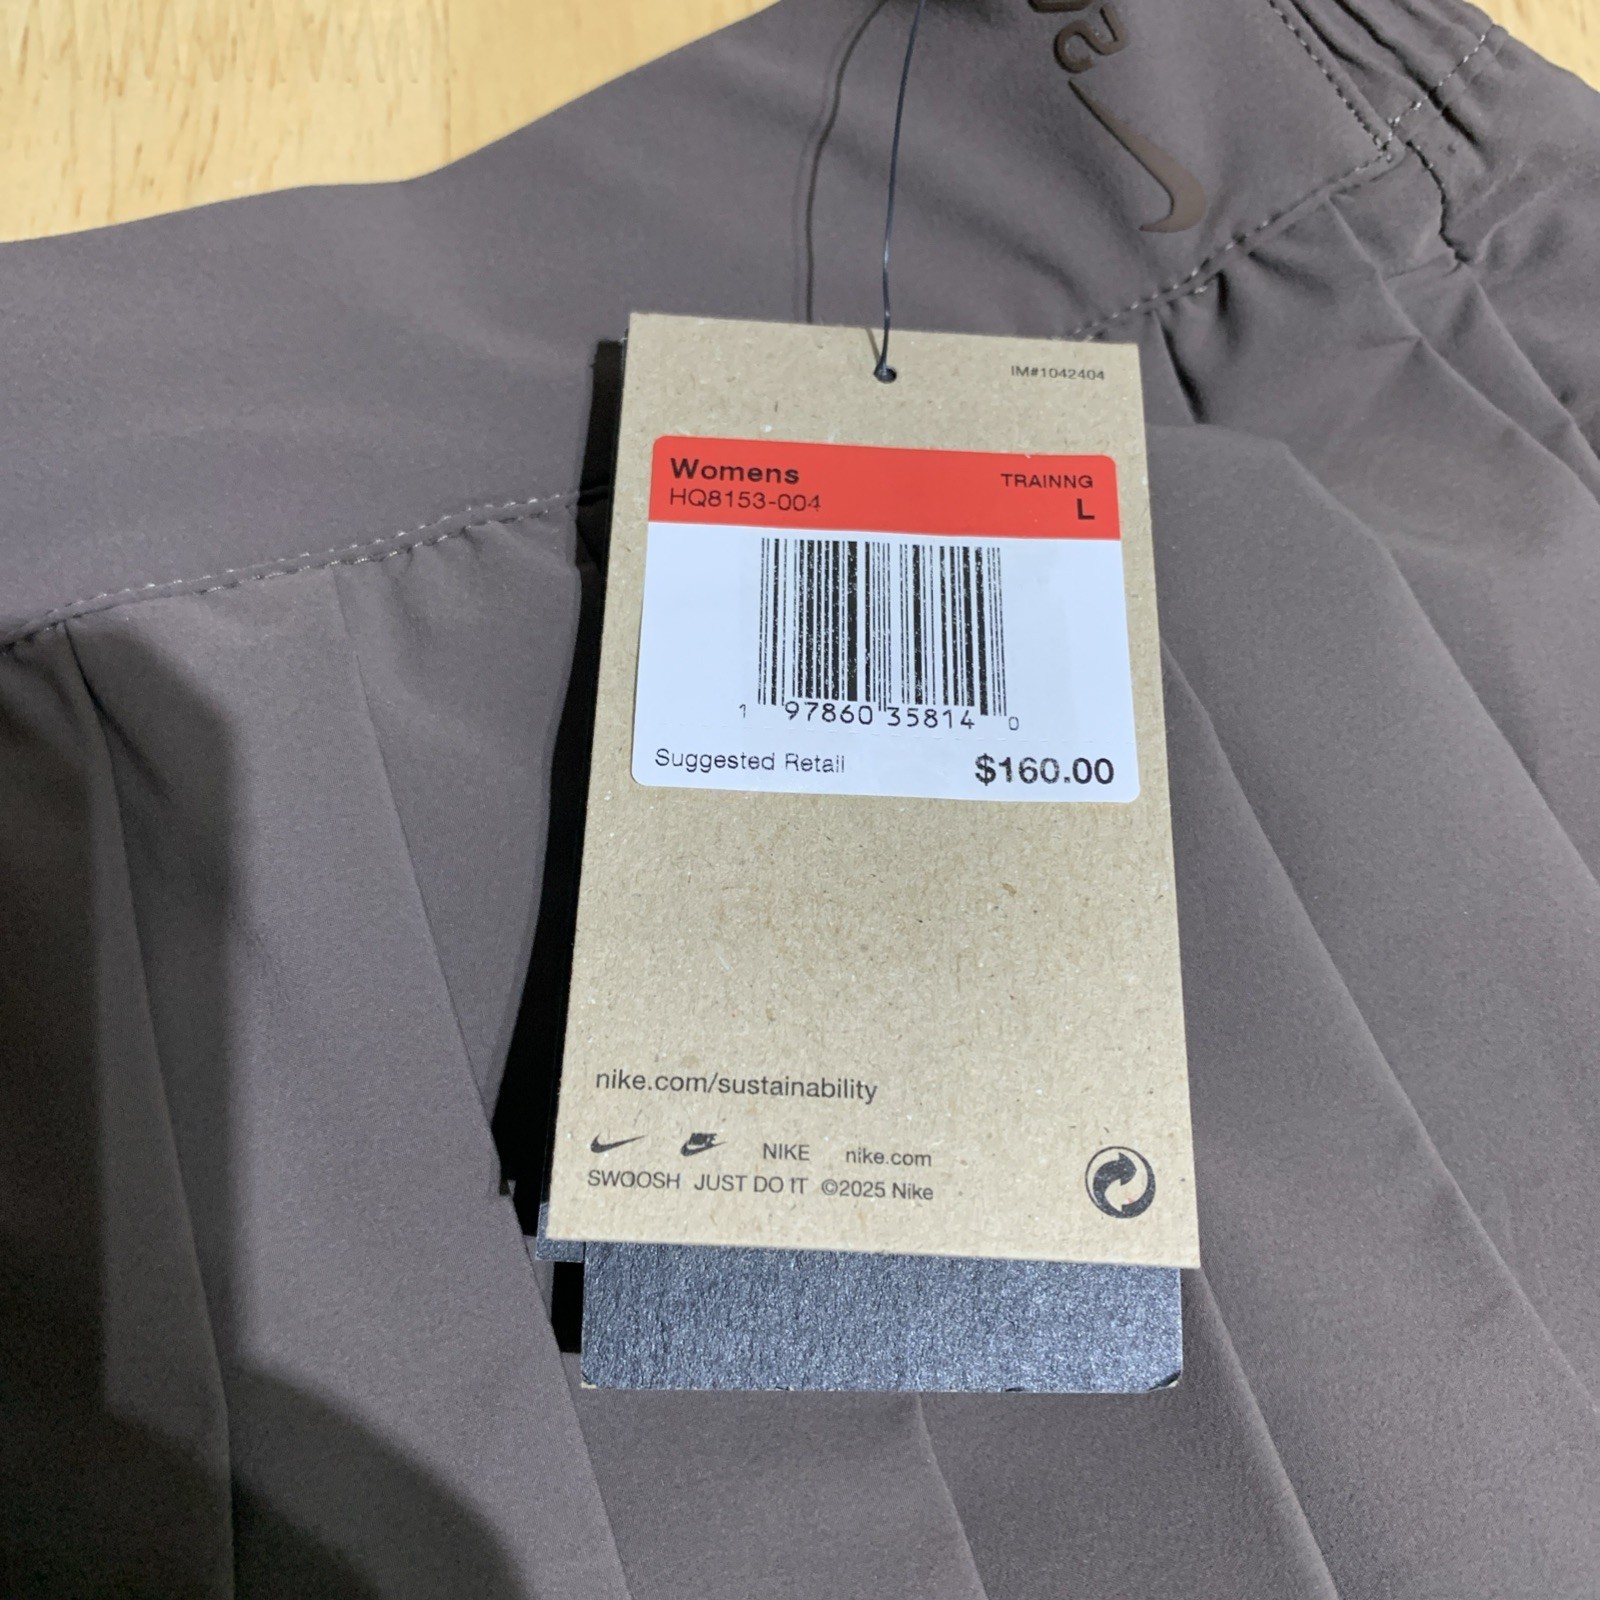 IM#1042404
Womens TRAINNG
HQ8153-004 L
1 97860 35814 0
Suggested Retail $160.00
nike.com/sustainability
NIKE nike.com
SWOOSH JUST DO IT ©2025 Nike